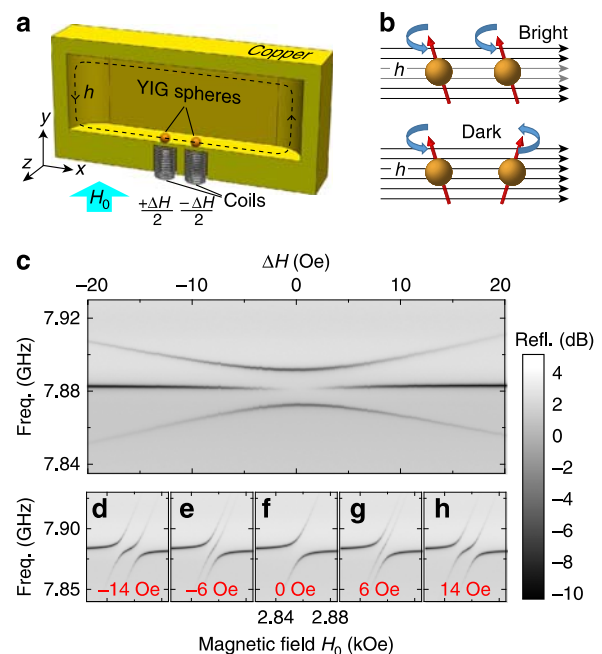 a
Copper
h
YIG spheres
y
z
x
H0
+ΔH/2 −ΔH/2
Coils
b
Bright
h
Dark
h
c
ΔH (Oe)
−20 −10 0 10 20
Freq. (GHz)
7.92
7.88
7.84
Refl. (dB)
4
2
0
−2
−4
−6
−8
−10
d e f g h
Freq. (GHz)
7.90
7.85
−14 Oe −6 Oe 0 Oe 6 Oe 14 Oe
2.84 2.88
Magnetic field H0 (kOe)